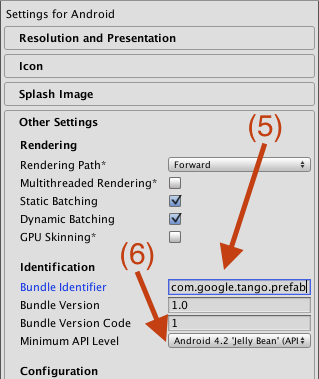 Settings for Android
Resolution and Presentation
Icon
Splash Image
Other Settings
(5)
Rendering
Rendering Path* Forward
Multithreaded Rendering*
Static Batching
Dynamic Batching
GPU Skinning*
(6)
Identification
Bundle Identifier com.google.tango.prefab
Bundle Version 1.0
Bundle Version Code 1
Minimum API Level Android 4.2 'Jelly Bean' (API
Configuration